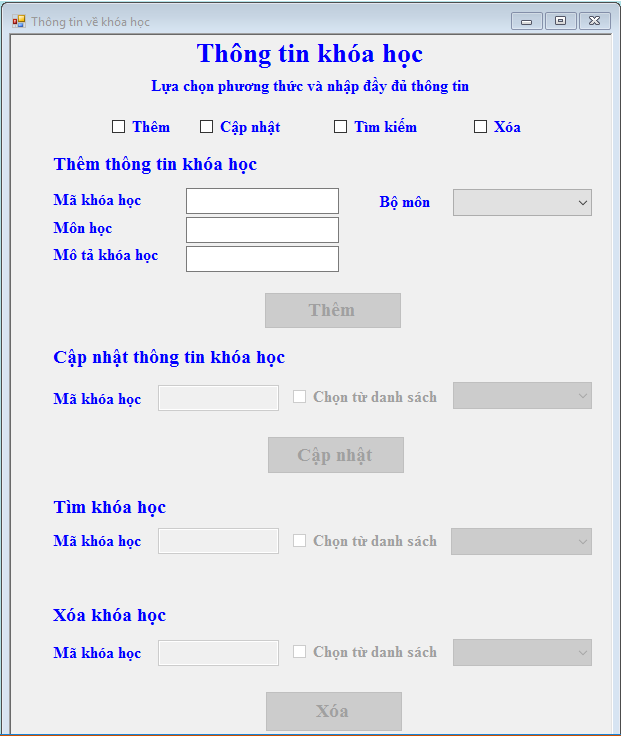 Thông tin về khóa học
Thông tin khóa học
Lựa chọn phương thức và nhập đầy đủ thông tin
Thêm Cập nhật Tìm kiếm Xóa
Thêm thông tin khóa học
Mã khóa học Bộ môn
Môn học
Mô tả khóa học
Thêm
Cập nhật thông tin khóa học
Mã khóa học Chọn từ danh sách
Cập nhật
Tìm khóa học
Mã khóa học Chọn từ danh sách
Xóa khóa học
Mã khóa học Chọn từ danh sách
Xóa